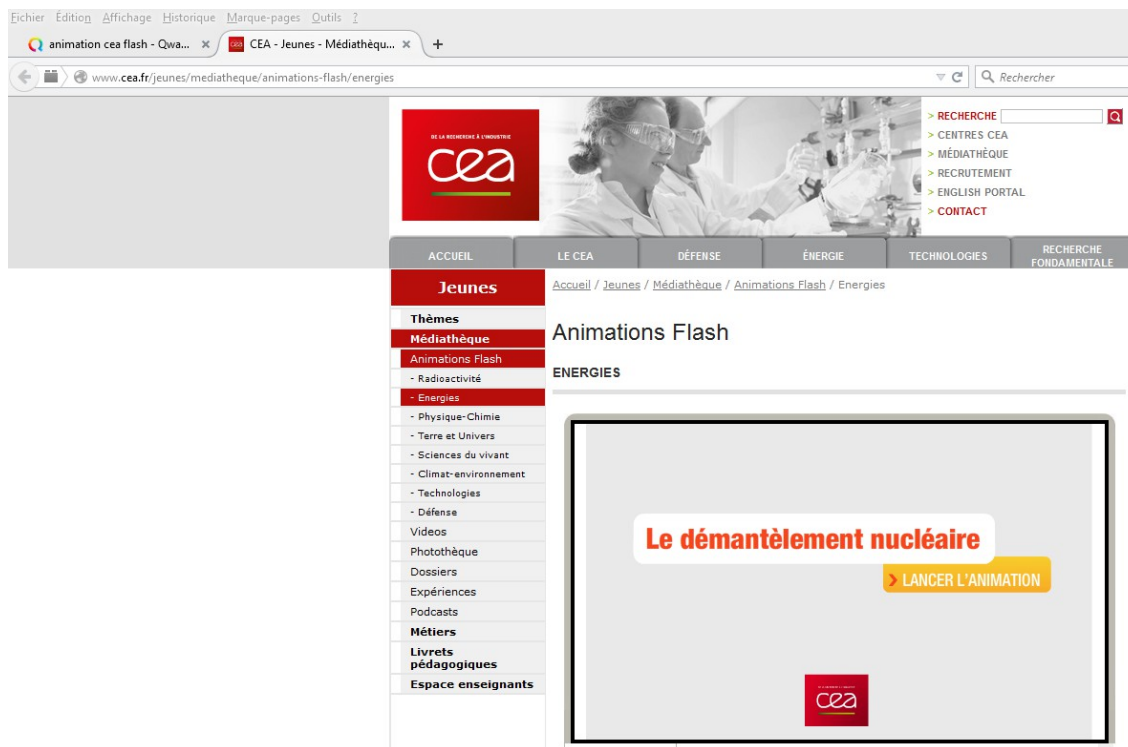 Fichier Édition Affichage Historique Marque-pages Outils ?
animation cea flash - Qwa... × CEA - Jeunes - Médiathèqu... × +
www.cea.fr/jeunes/mediatheque/animations-flash/energies
Rechercher
DE LA RECHERCHE À L'INDUSTRIE
cea
> RECHERCHE
> CENTRES CEA
> MÉDIATHÈQUE
> RECRUTEMENT
> ENGLISH PORTAL
> CONTACT
ACCUEIL LE CEA DÉFENSE ÉNERGIE TECHNOLOGIES RECHERCHE FONDAMENTALE
Jeunes
Thèmes
Médiathèque
Animations Flash
- Radioactivité
- Energies
- Physique-Chimie
- Terre et Univers
- Sciences du vivant
- Climat-environnement
- Technologies
- Défense
Videos
Photothèque
Dossiers
Expériences
Podcasts
Métiers
Livrets
pédagogiques
Espace enseignants
Accueil / Jeunes / Médiathèque / Animations Flash / Energies
Animations Flash
ENERGIES
Le démantèlement nucléaire
LANCER L'ANIMATION
cea